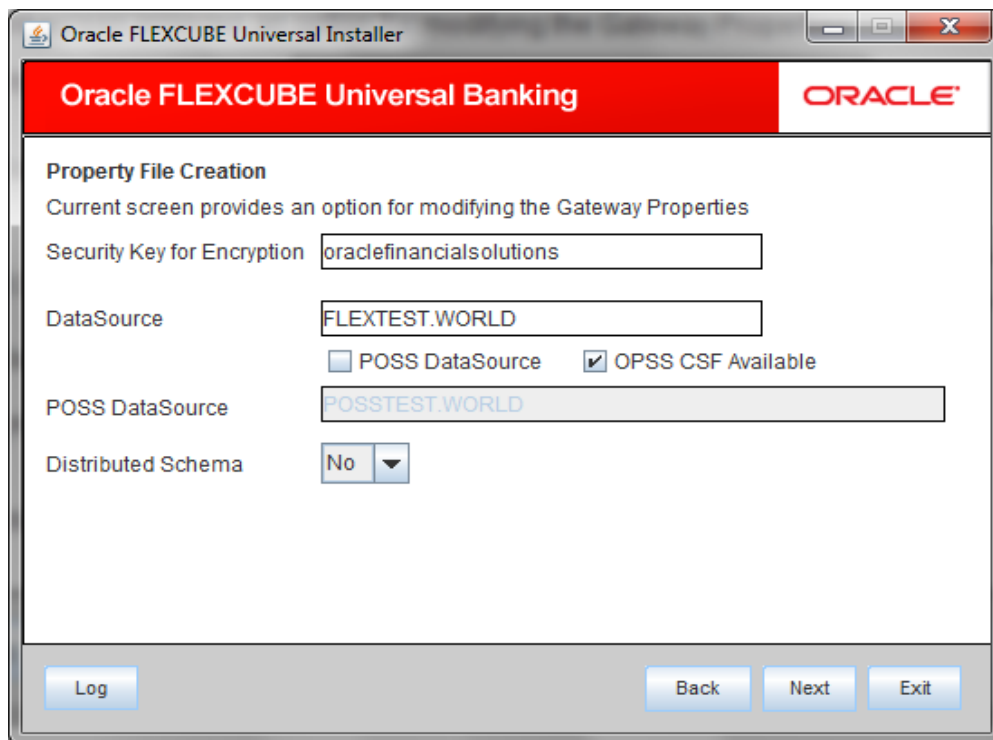 Oracle FLEXCUBE Universal Installer
Oracle FLEXCUBE Universal Banking
ORACLE
Property File Creation
Current screen provides an option for modifying the Gateway Properties
Security Key for Encryption oraclefinancialsolutions
DataSource FLEXTEST.WORLD
POSS DataSource OPSS CSF Available
POSS DataSource POSSTEST.WORLD
Distributed Schema No
Log Back Next Exit